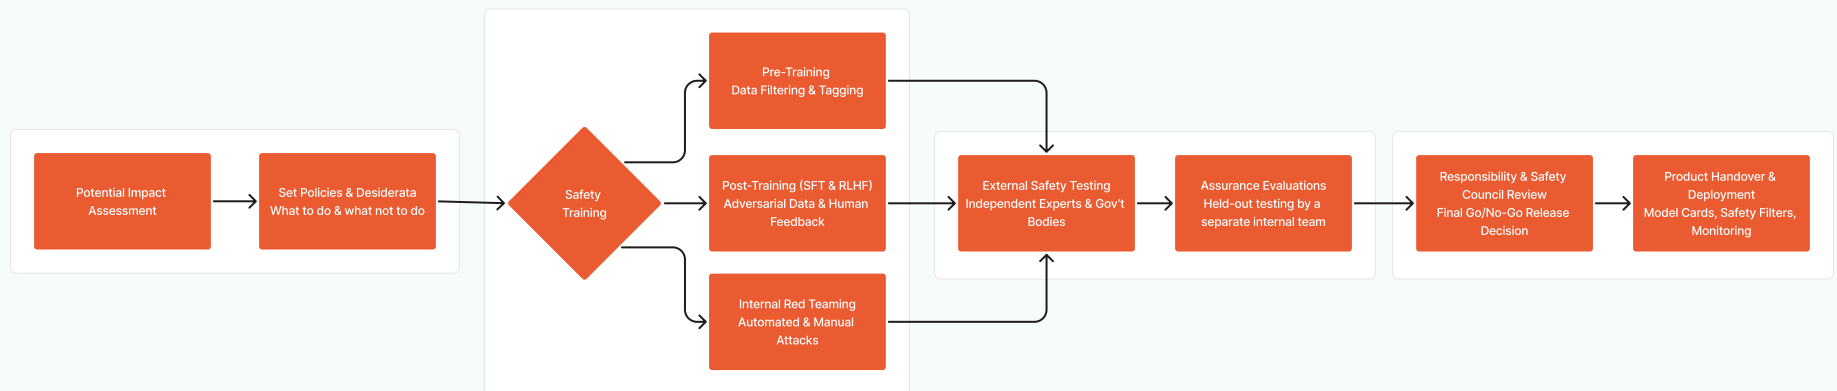 Potential Impact
Assessment
Set Policies & Desiderata
What to do & what not to do
Safety
Training
Pre-Training
Data Filtering & Tagging
Post-Training (SFT & RLHF)
Adversarial Data & Human
Feedback
Internal Red Teaming
Automated & Manual
Attacks
External Safety Testing
Independent Experts & Gov't
Bodies
Assurance Evaluations
Held-out testing by a
separate internal team
Responsibility & Safety
Council Review
Final Go/No-Go Release
Decision
Product Handover &
Deployment
Model Cards, Safety Filters,
Monitoring